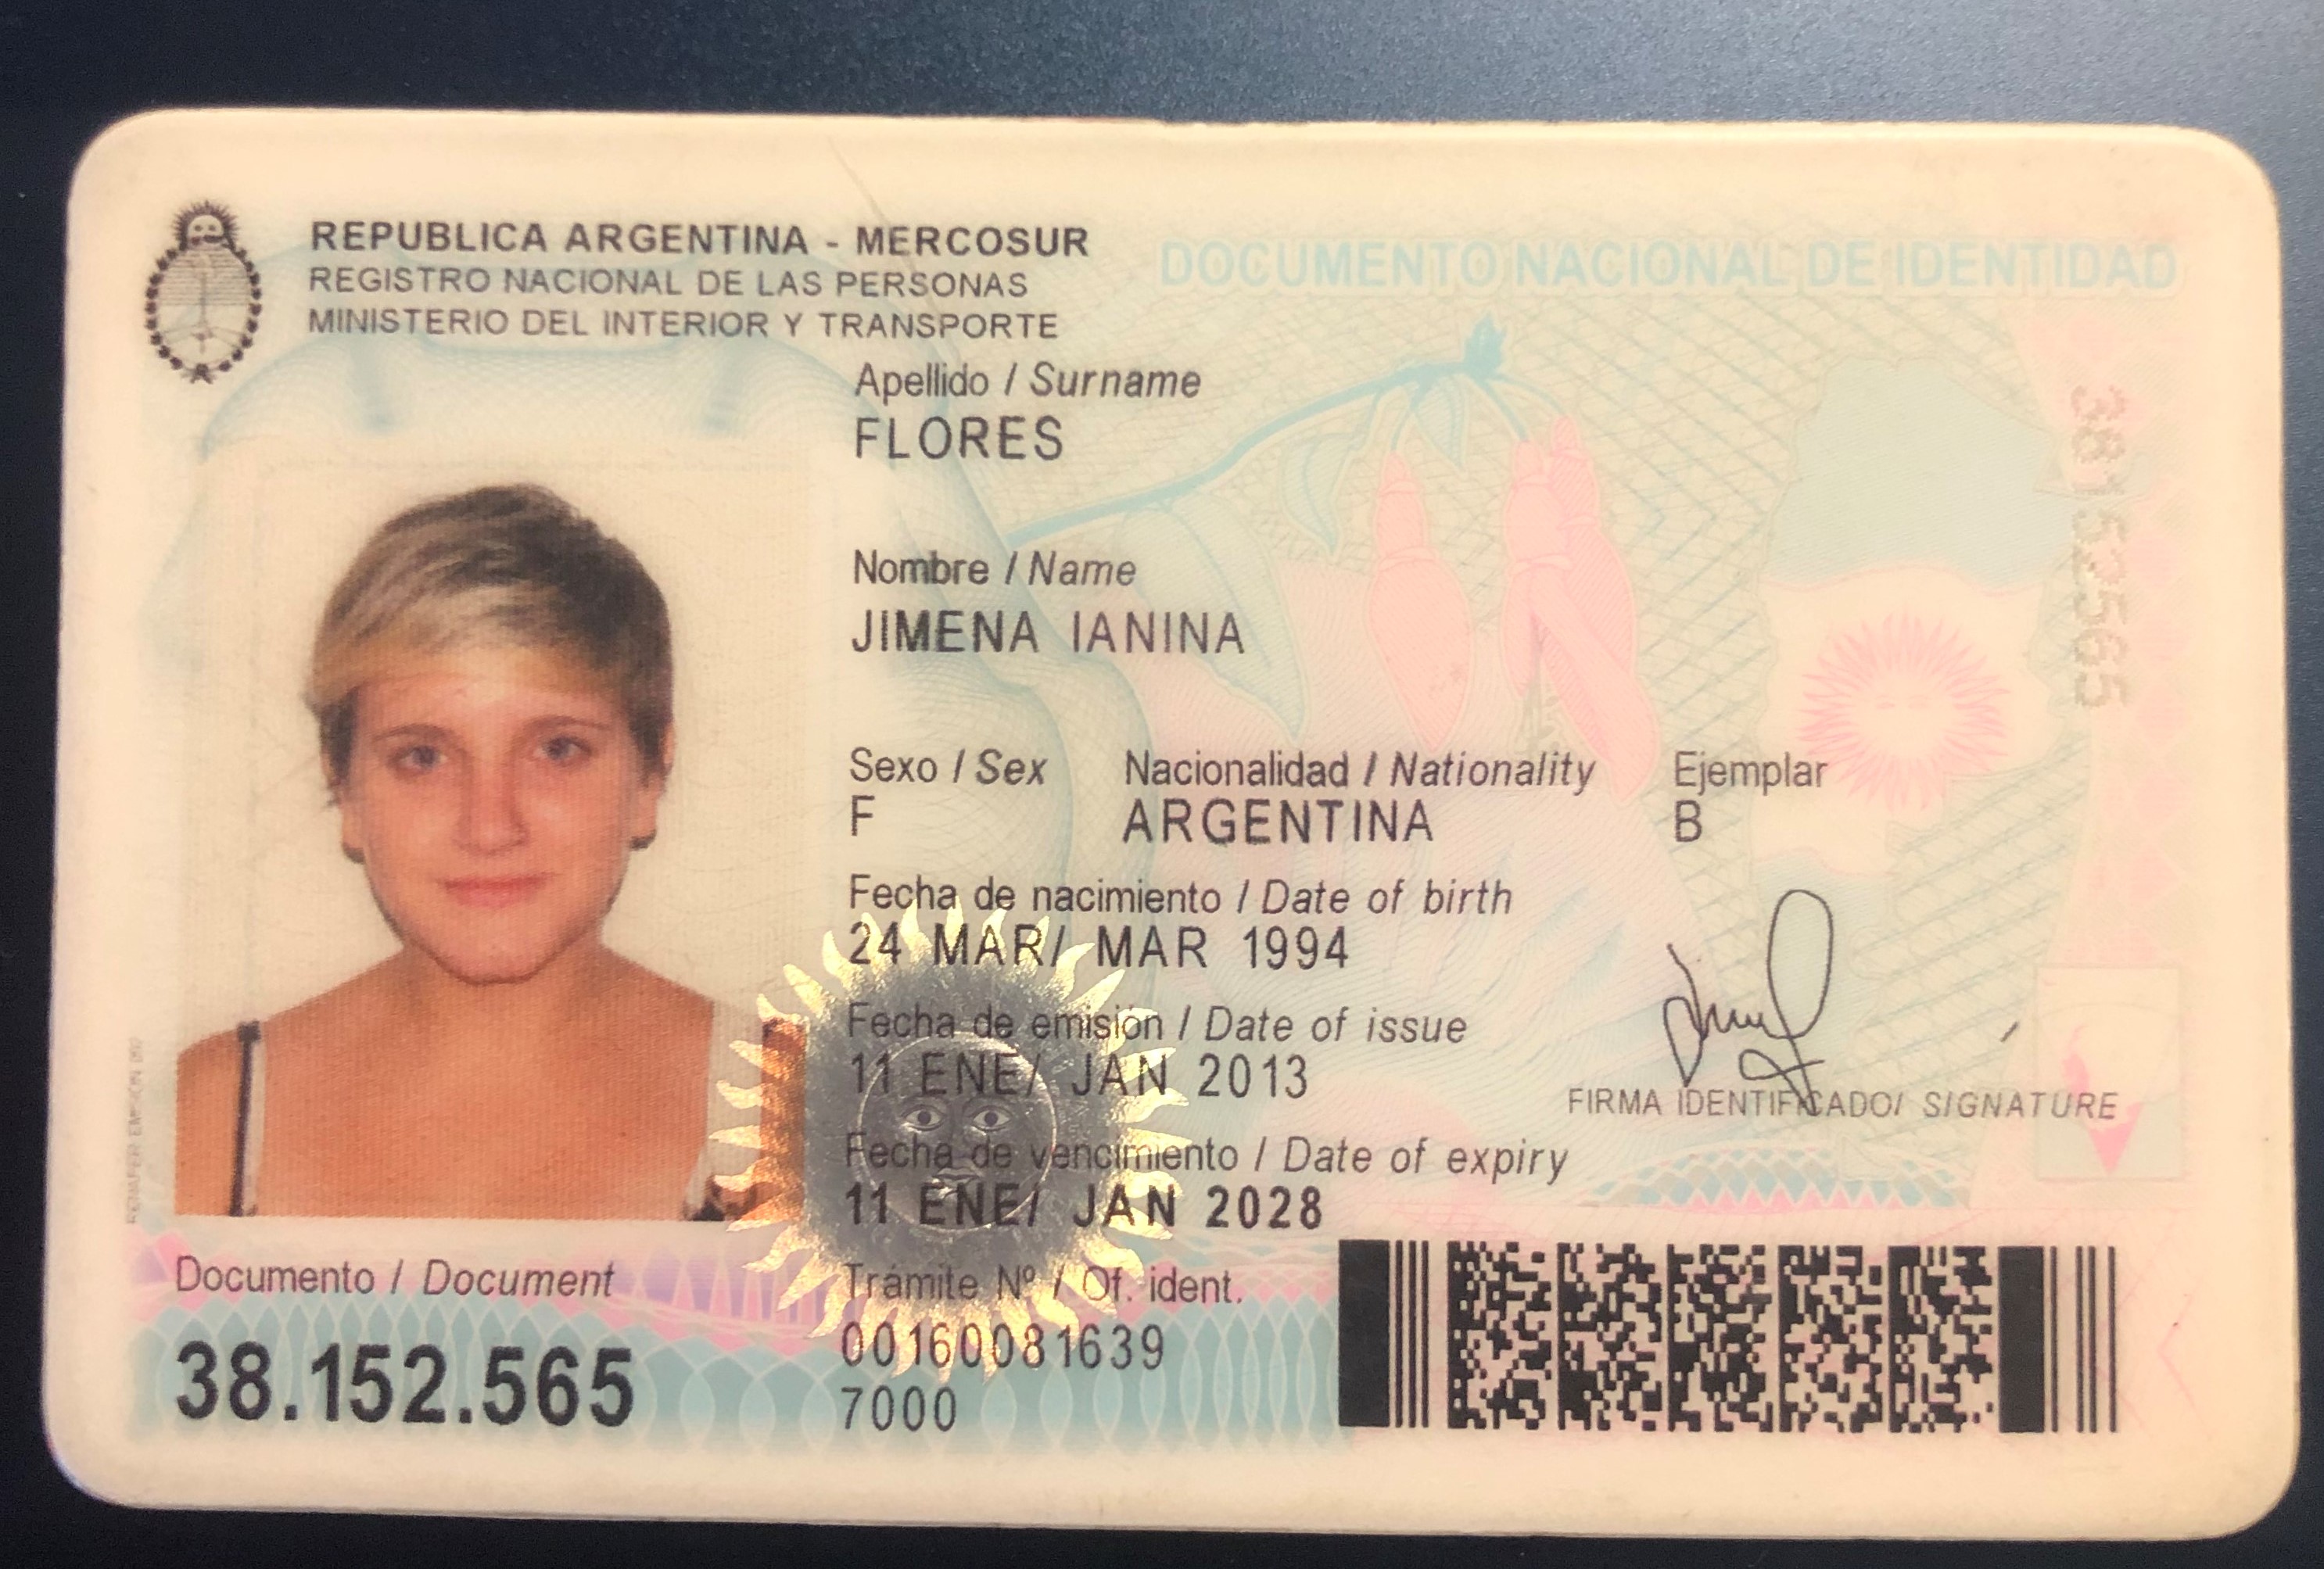 REPUBLICA ARGENTINA - MERCOSUR
REGISTRO NACIONAL DE LAS PERSONAS
MINISTERIO DEL INTERIOR Y TRANSPORTE
DOCUMENTO NACIONAL DE IDENTIDAD
Apellido / Surname
FLORES
Nombre / Name
JIMENA IANINA
Sexo / Sex Nacionalidad / Nationality Ejemplar
F ARGENTINA B
Fecha de nacimiento / Date of birth
24 MAR/ MAR 1994
Fecha de emisión / Date of issue
11 ENE/ JAN 2013
FIRMA IDENTIFICADO/ SIGNATURE
Fecha de vencimiento / Date of expiry
11 ENE/ JAN 2028
Documento / Document
38.152.565
Trámite Nº / Of. ident.
00160081639
7000
38152565